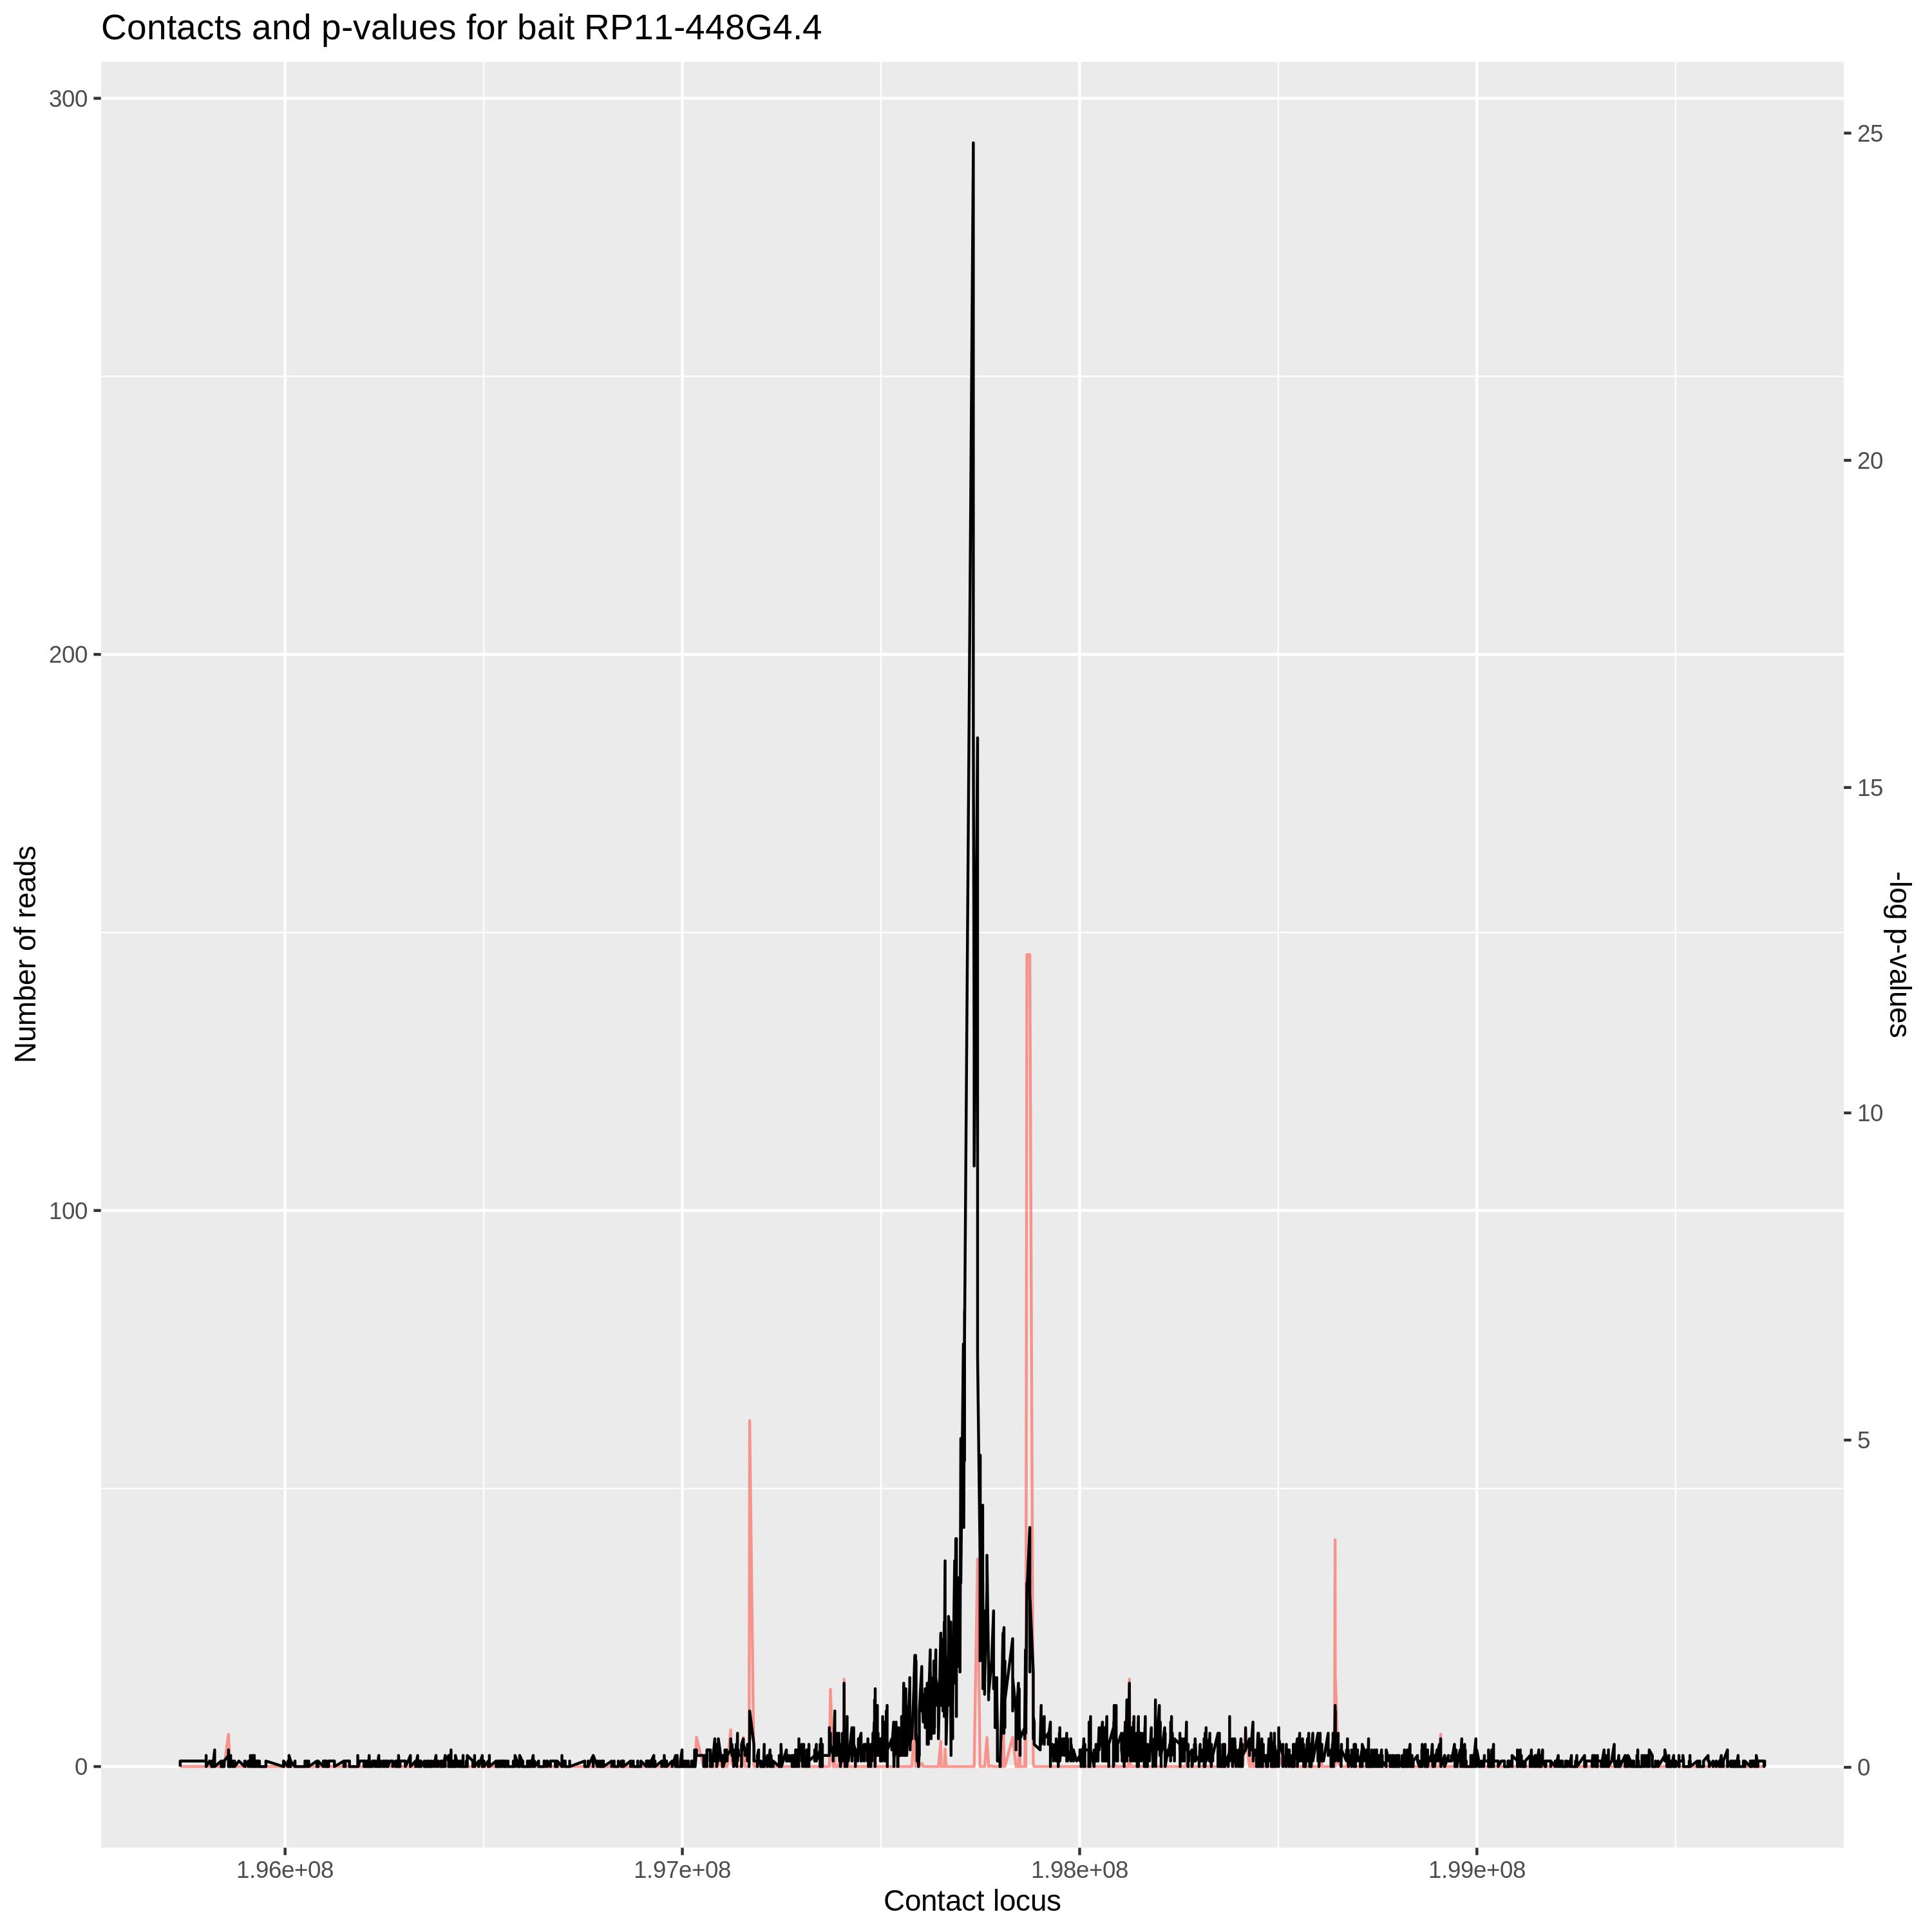 Contacts and p-values for bait RP11-448G4.4
300
200
100
0
Number of reads
25
20
15
10
5
0
-log p-values
1.96e+08
1.97e+08
1.98e+08
1.99e+08
Contact locus